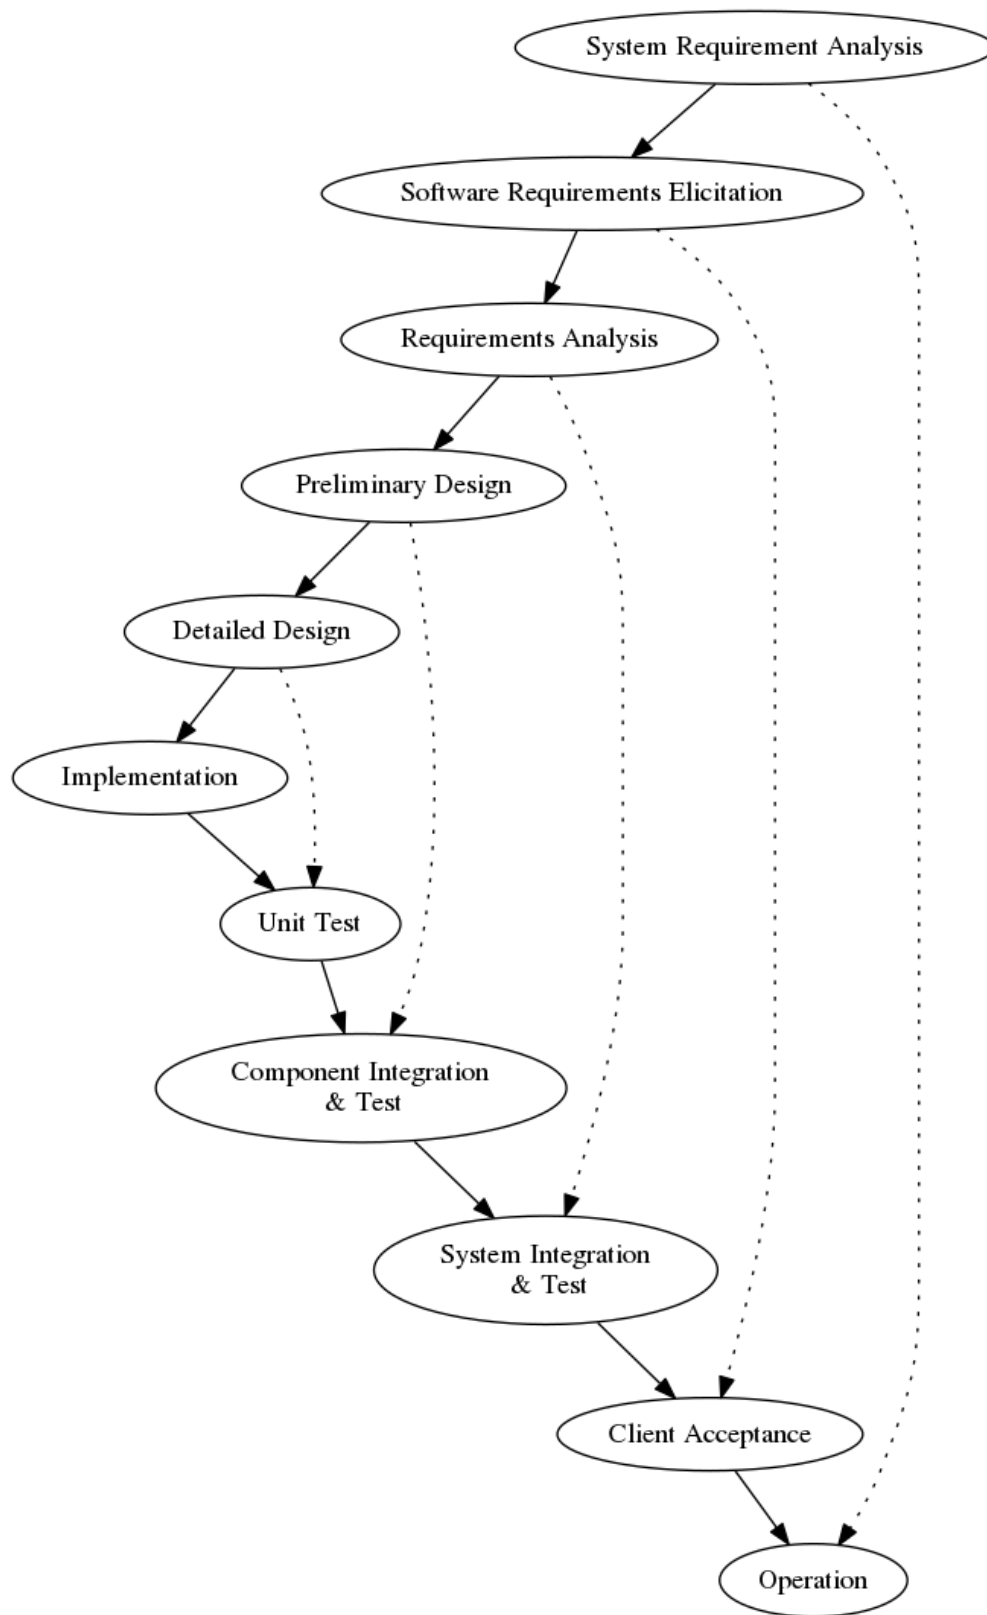 System Requirement Analysis
Software Requirements Elicitation
Requirements Analysis
Preliminary Design
Detailed Design
Implementation
Unit Test
Component Integration
& Test
System Integration
& Test
Client Acceptance
Operation